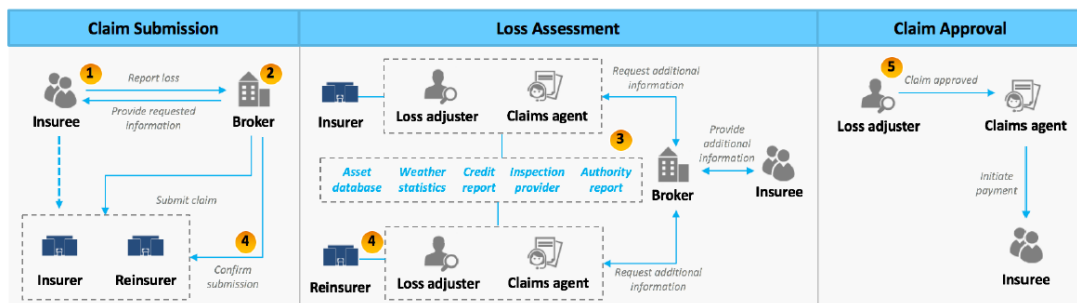 Claim Submission
Loss Assessment
Claim Approval
1
2
Report loss
Provide requested
Information
Insuree
Broker
Submit claim
4
Insurer
Reinsurer
Confirm
submission
Insurer
Loss adjuster
Claims agent
Request additional
information
3
Asset
database
Weather
statistics
Credit
report
Inspection
provider
Authority
report
Broker
Provide
additional
information
Insuree
4
Reinsurer
Loss adjuster
Claims agent
Request additional
information
5
Claim approved
Loss adjuster
Claims agent
Initiate
payment
Insuree